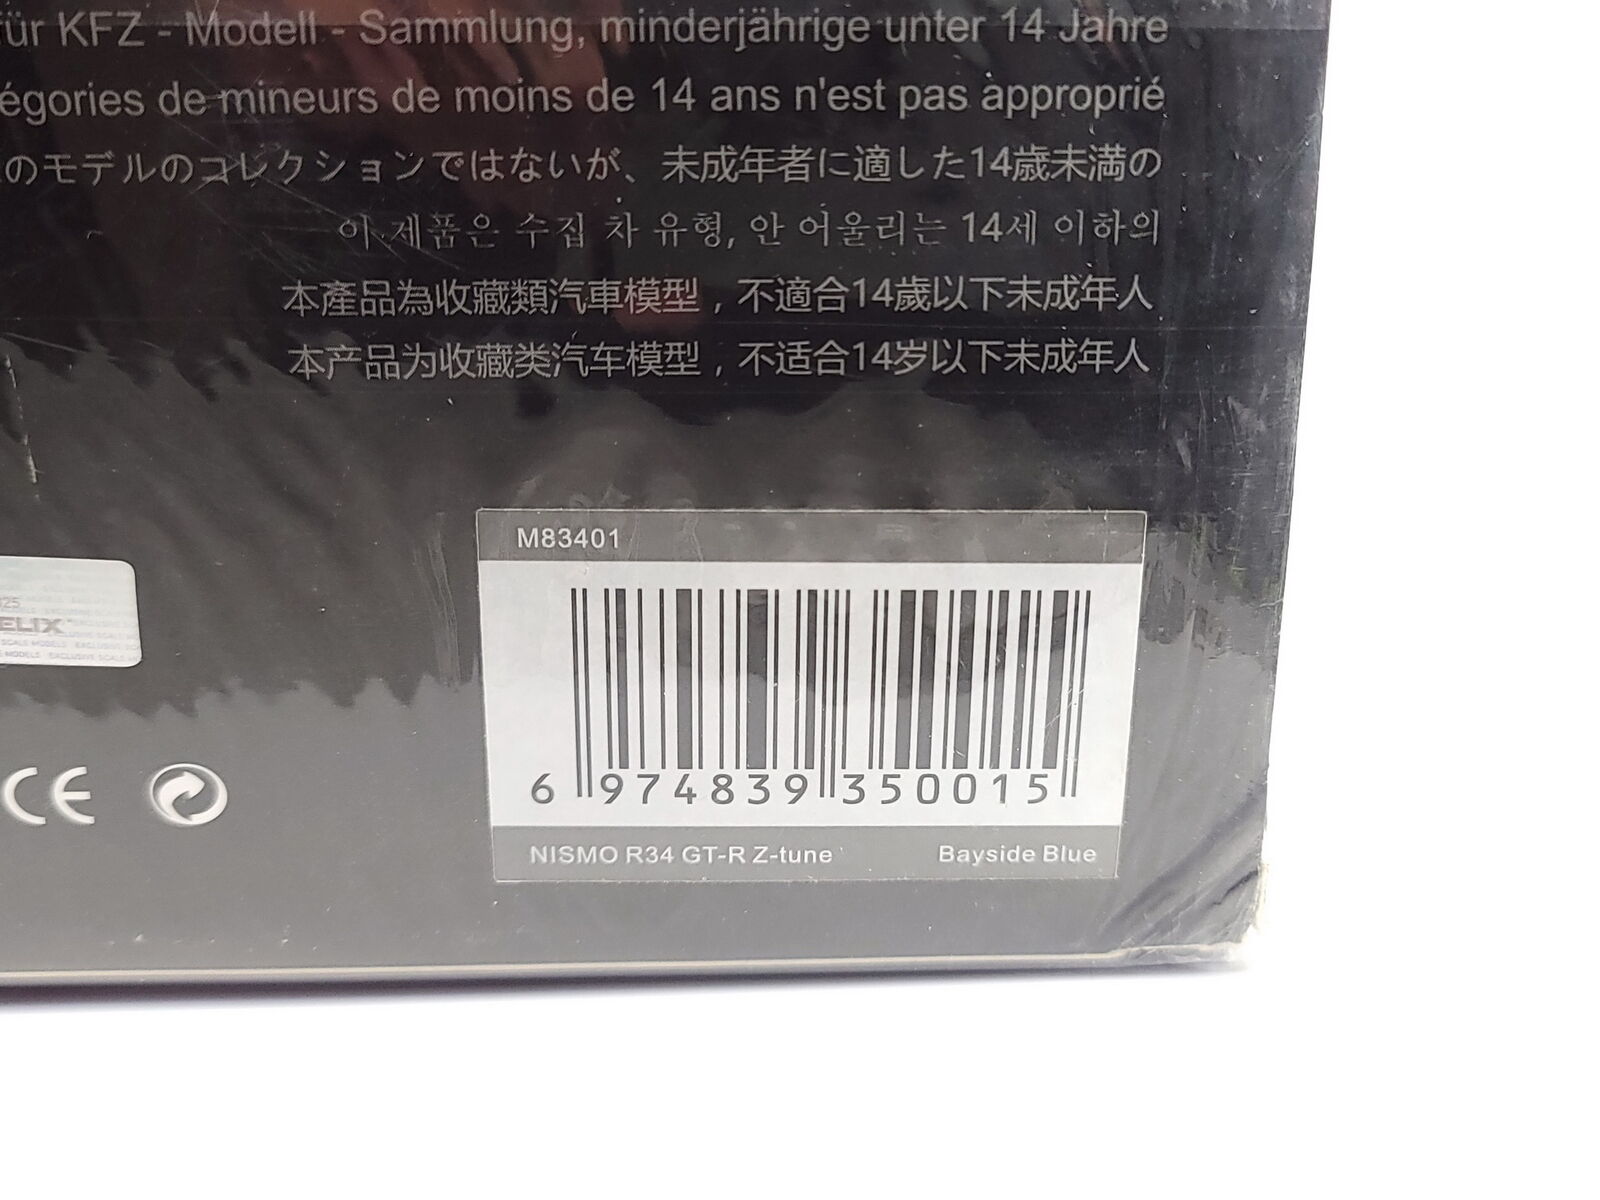 für KFZ - Modell - Sammlung, minderjährige unter 14 Jahre
de mineurs de moins de 14 ans n'est pas approprié
のモデルのコレクションではないが、未成年者に適した14歳未満の
이 제품은 수집 차 유형, 안 어울리는 14세 이하의
本產品為收藏類汽車模型，不適合14歲以下未成年人
本产品为收藏类汽车模型，不适合14岁以下未成年人
M83401
6 974839 350015
NISMO R34 GT-R Z-tune Bayside Blue
ELIX
EXCLUSIVE SCALE MODELS
CE